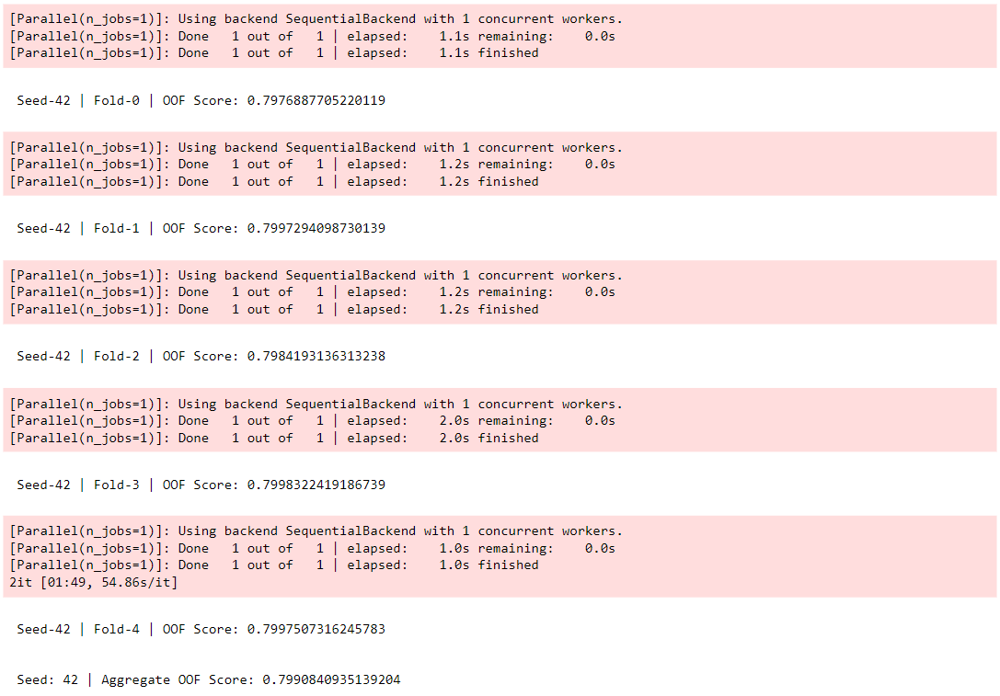 [Parallel(n_jobs=1)]: Using backend SequentialBackend with 1 concurrent workers.
[Parallel(n_jobs=1)]: Done   1 out of   1 | elapsed:    1.1s remaining:    0.0s
[Parallel(n_jobs=1)]: Done   1 out of   1 | elapsed:    1.1s finished
Seed-42 | Fold-0 | OOF Score: 0.7976887705220119
[Parallel(n_jobs=1)]: Using backend SequentialBackend with 1 concurrent workers.
[Parallel(n_jobs=1)]: Done   1 out of   1 | elapsed:    1.2s remaining:    0.0s
[Parallel(n_jobs=1)]: Done   1 out of   1 | elapsed:    1.2s finished
Seed-42 | Fold-1 | OOF Score: 0.7997294098730139
[Parallel(n_jobs=1)]: Using backend SequentialBackend with 1 concurrent workers.
[Parallel(n_jobs=1)]: Done   1 out of   1 | elapsed:    1.2s remaining:    0.0s
[Parallel(n_jobs=1)]: Done   1 out of   1 | elapsed:    1.2s finished
Seed-42 | Fold-2 | OOF Score: 0.7984193136313238
[Parallel(n_jobs=1)]: Using backend SequentialBackend with 1 concurrent workers.
[Parallel(n_jobs=1)]: Done   1 out of   1 | elapsed:    2.0s remaining:    0.0s
[Parallel(n_jobs=1)]: Done   1 out of   1 | elapsed:    2.0s finished
Seed-42 | Fold-3 | OOF Score: 0.7998322419186739
[Parallel(n_jobs=1)]: Using backend SequentialBackend with 1 concurrent workers.
[Parallel(n_jobs=1)]: Done   1 out of   1 | elapsed:    1.0s remaining:    0.0s
[Parallel(n_jobs=1)]: Done   1 out of   1 | elapsed:    1.0s finished
2it [01:49, 54.86s/it]
Seed-42 | Fold-4 | OOF Score: 0.7997507316245783
Seed: 42 | Aggregate OOF Score: 0.7990840935139204